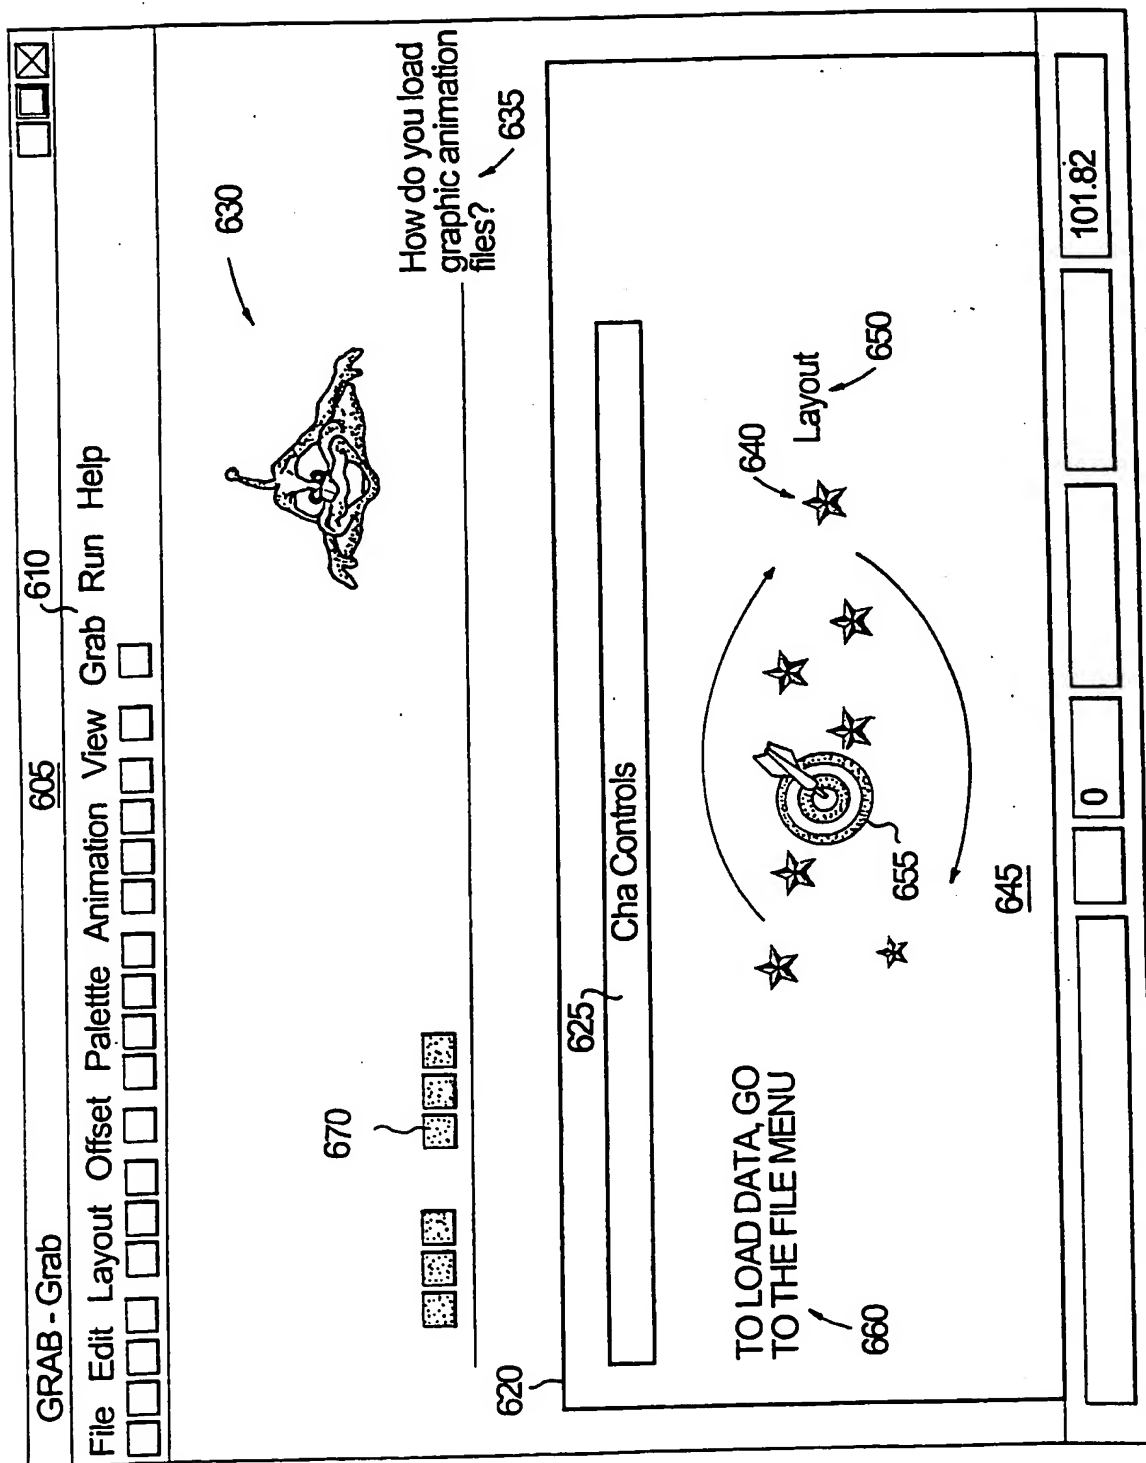 GRAB - Grab
605
610
File Edit Layout Offset Palettte Animation View Grab Run Help
630
670
How do you load
graphic animation
files?
635
620
625
Cha Controls
TO LOAD DATA, GO
TO THE FILE MENU
660
640
Layout
650
655
645
0
101.82